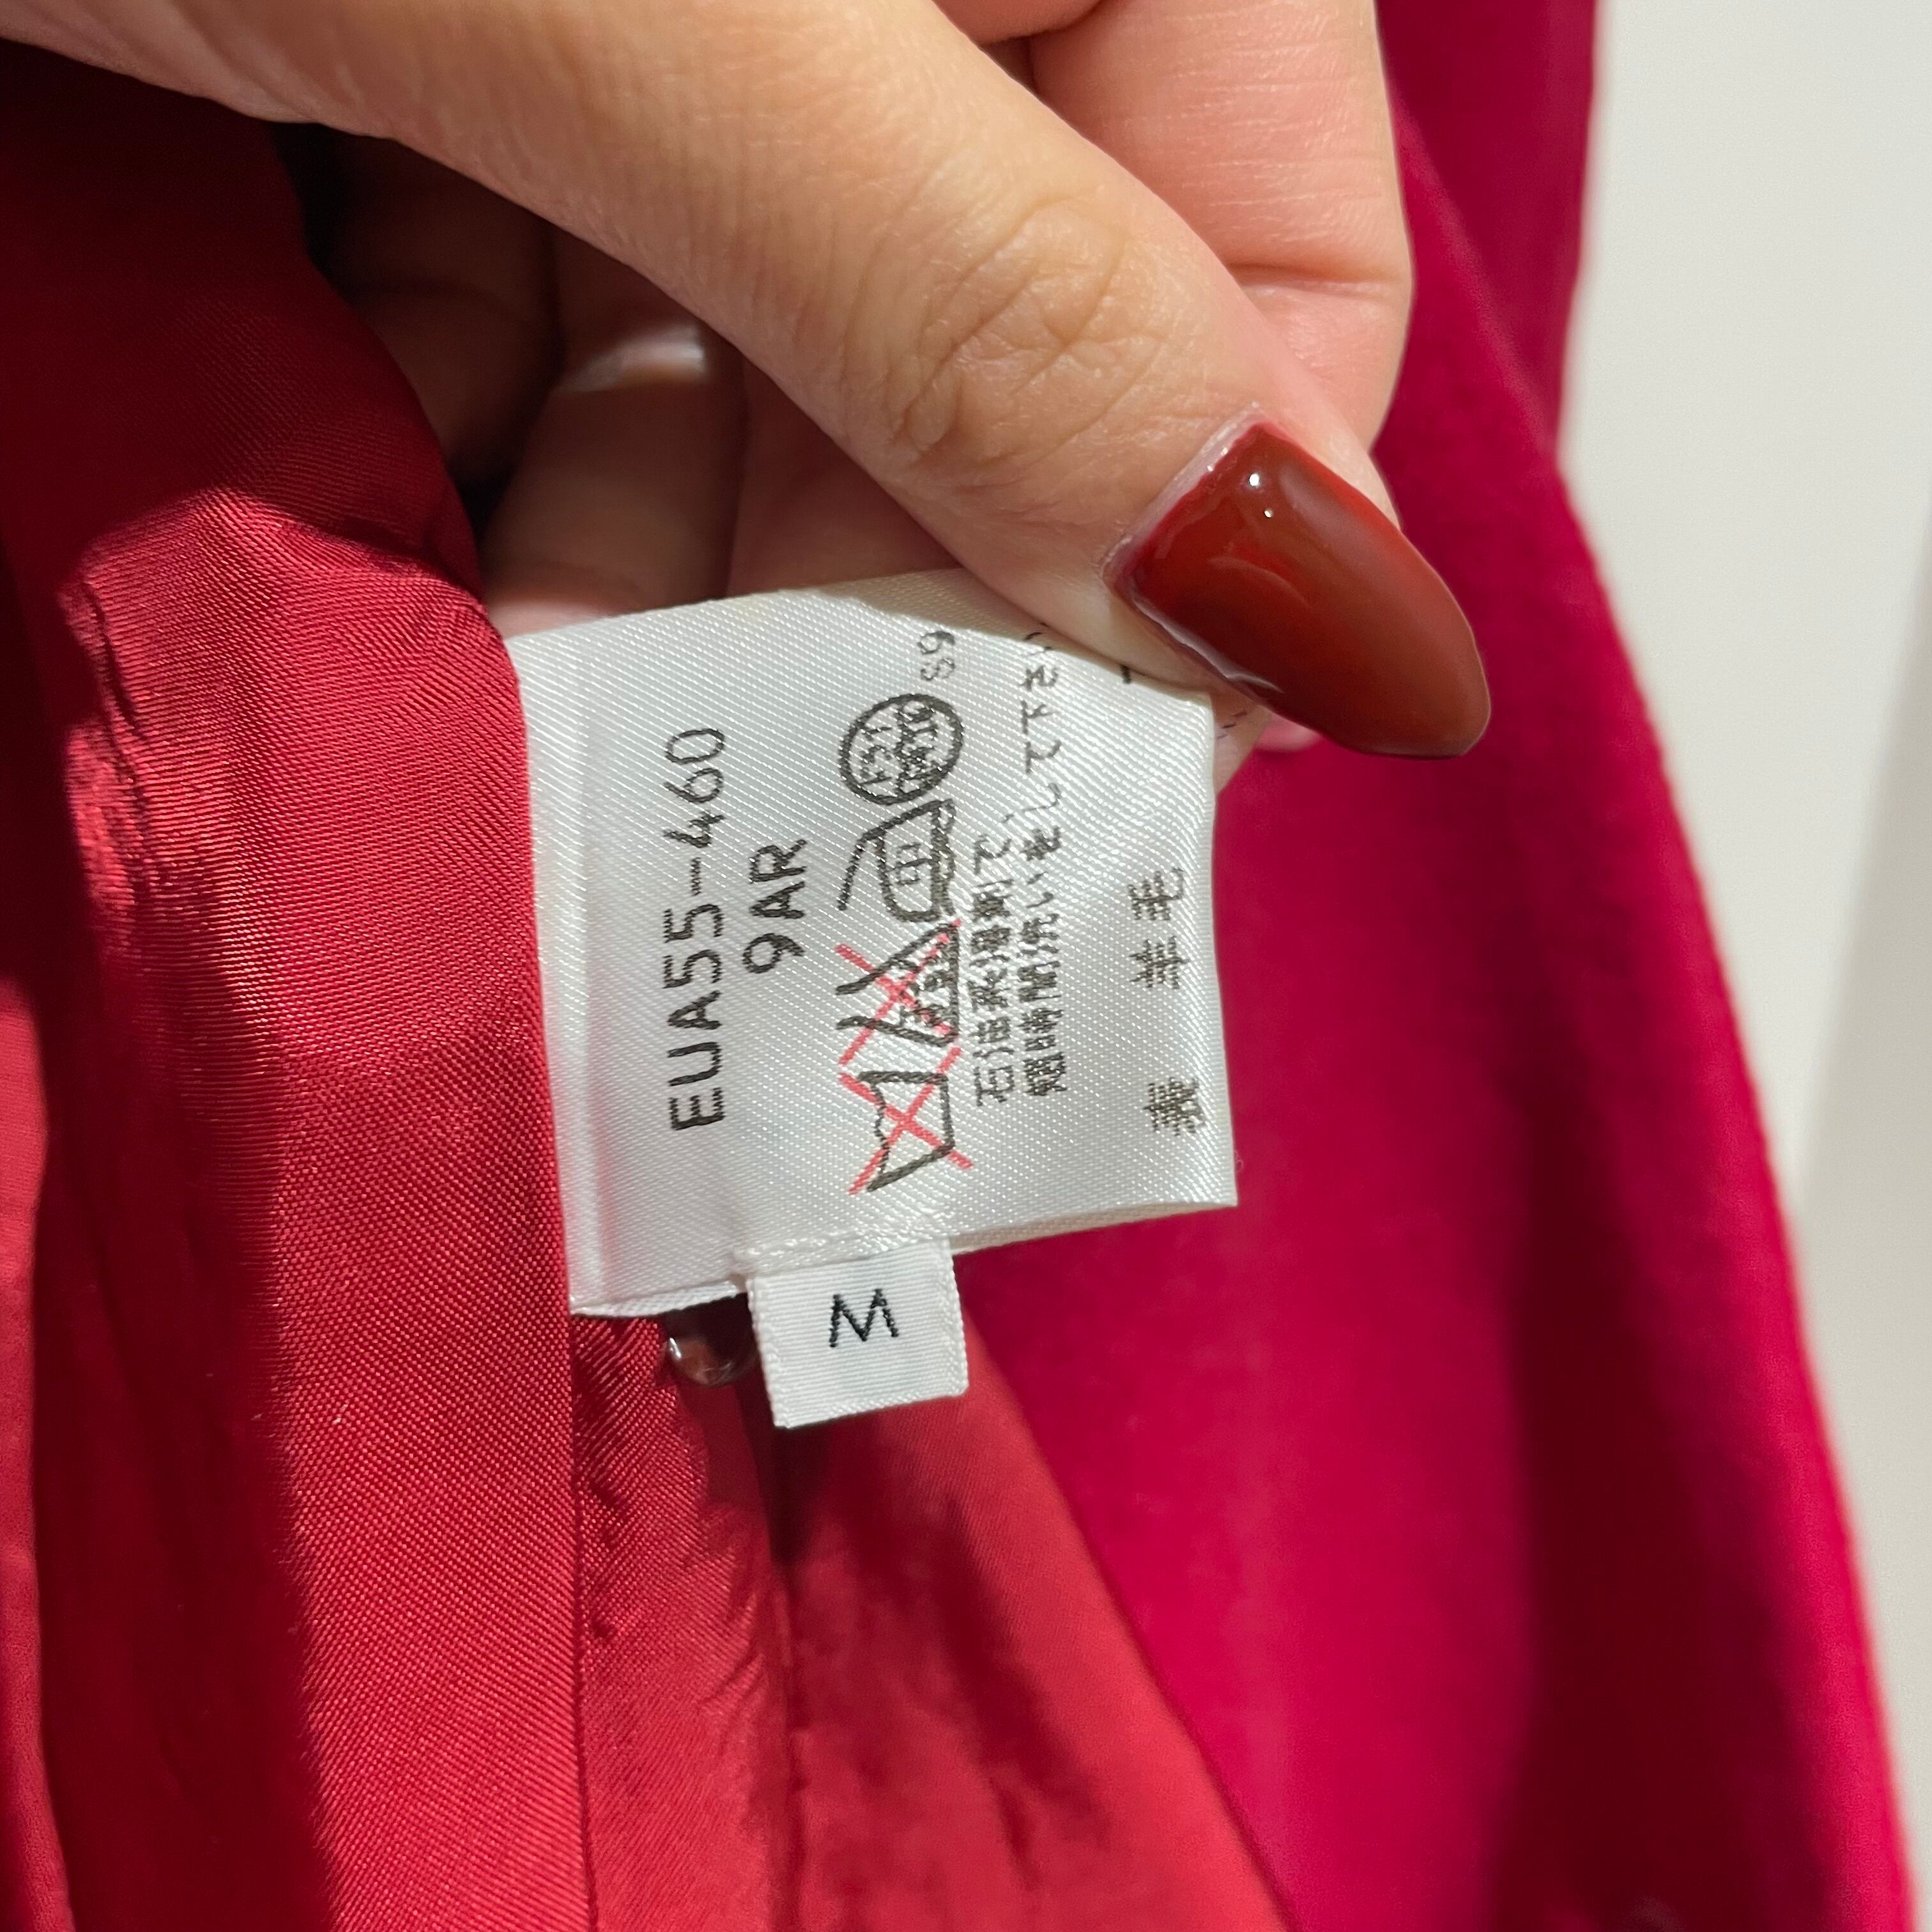 EUA55-460
9AR
石油系溶剤で、
短時間洗いをして下さい
表 羊毛
M